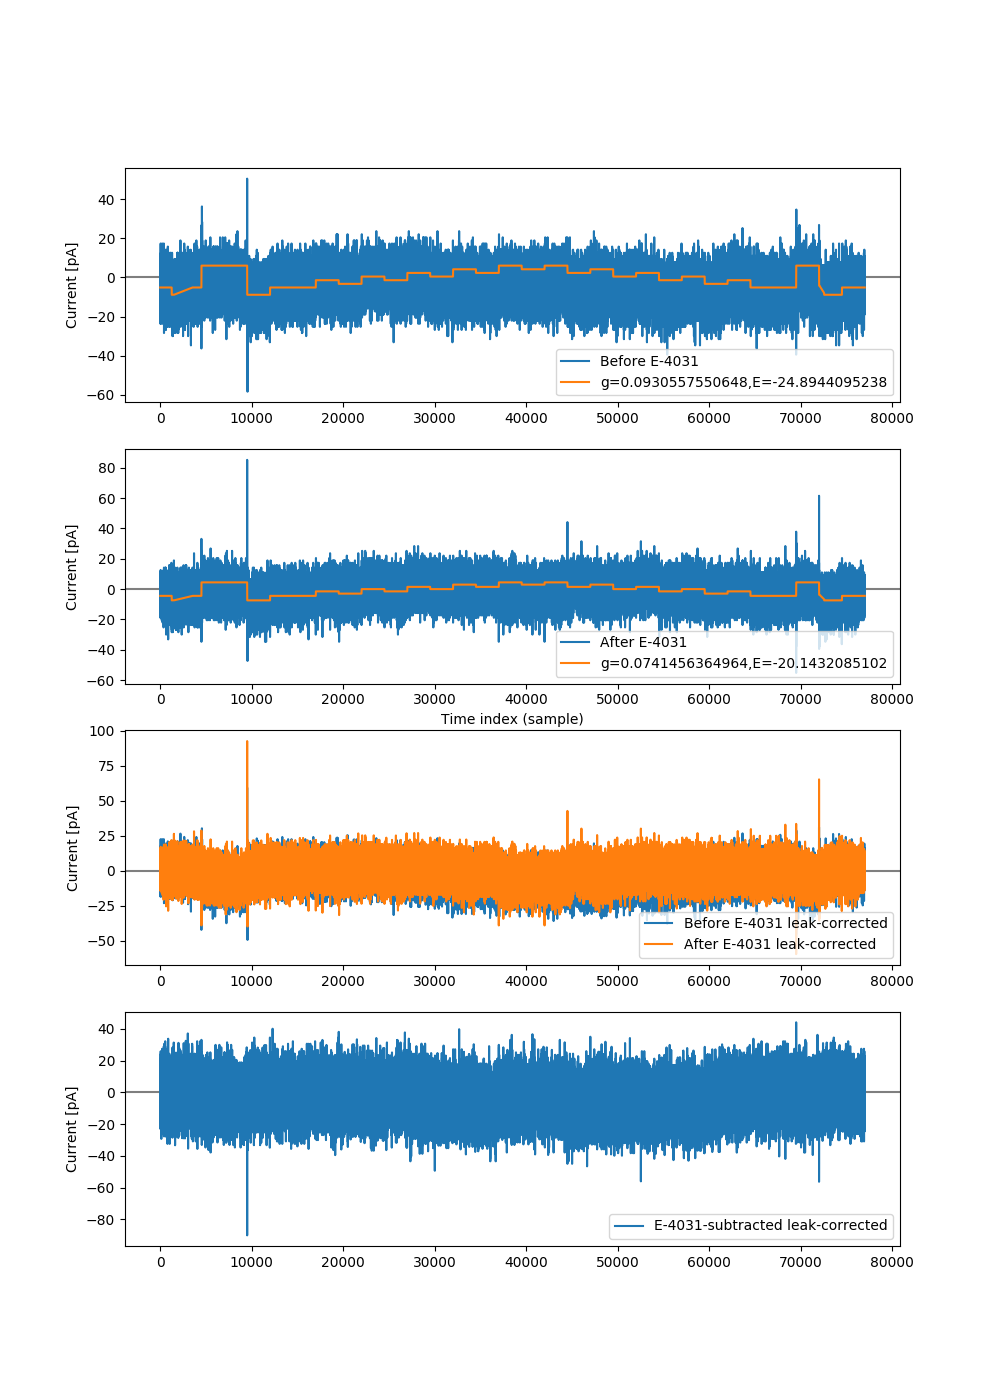 40
20
0
−20
−40
−60
Current [pA]
Before E-4031
g=0.0930557550648,E=-24.8944095238
0 10000 20000 30000 40000 50000 60000 70000 80000
80
60
40
20
0
−20
−40
−60
Current [pA]
After E-4031
g=0.0741456364964,E=-20.1432085102
0 10000 20000 30000 40000 50000 60000 70000 80000
Time index (sample)
100
75
50
25
0
−25
−50
Current [pA]
Before E-4031 leak-corrected
After E-4031 leak-corrected
0 10000 20000 30000 40000 50000 60000 70000 80000
40
20
0
−20
−40
−60
−80
Current [pA]
E-4031-subtracted leak-corrected
0 10000 20000 30000 40000 50000 60000 70000 80000